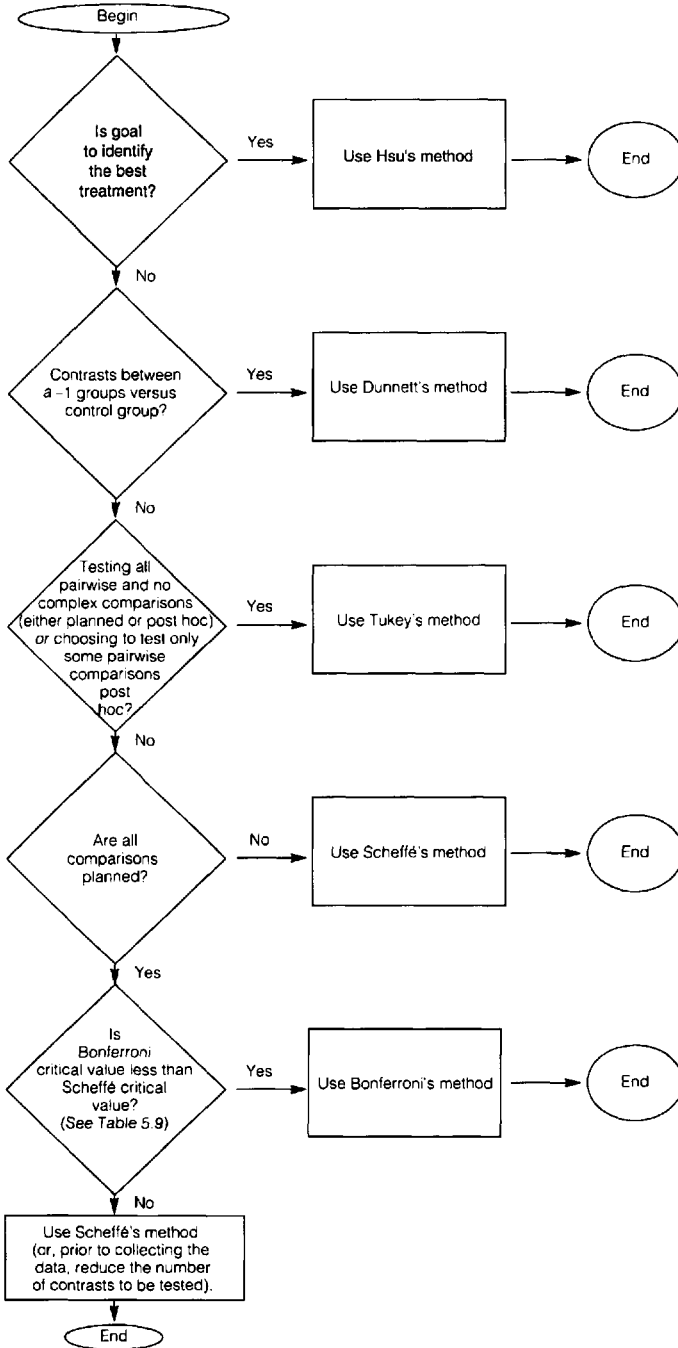 Begin
Is goal
to identify
the best
treatment?
Yes
Use Hsu's method
End
No
Contrasts between
a –1 groups versus
control group?
Yes
Use Dunnett's method
End
No
Testing all
pairwise and no
complex comparisons
(either planned or post hoc)
or choosing to test only
some pairwise
comparisons
post
hoc?
Yes
Use Tukey's method
End
No
Are all
comparisons
planned?
No
Use Scheffé's method
End
Yes
Is
Bonferroni
critical value less than
Scheffé critical
value?
(See Table 5.9)
Yes
Use Bonferroni's method
End
No
Use Scheffé's method
(or, prior to collecting the
data, reduce the number
of contrasts to be tested).
End